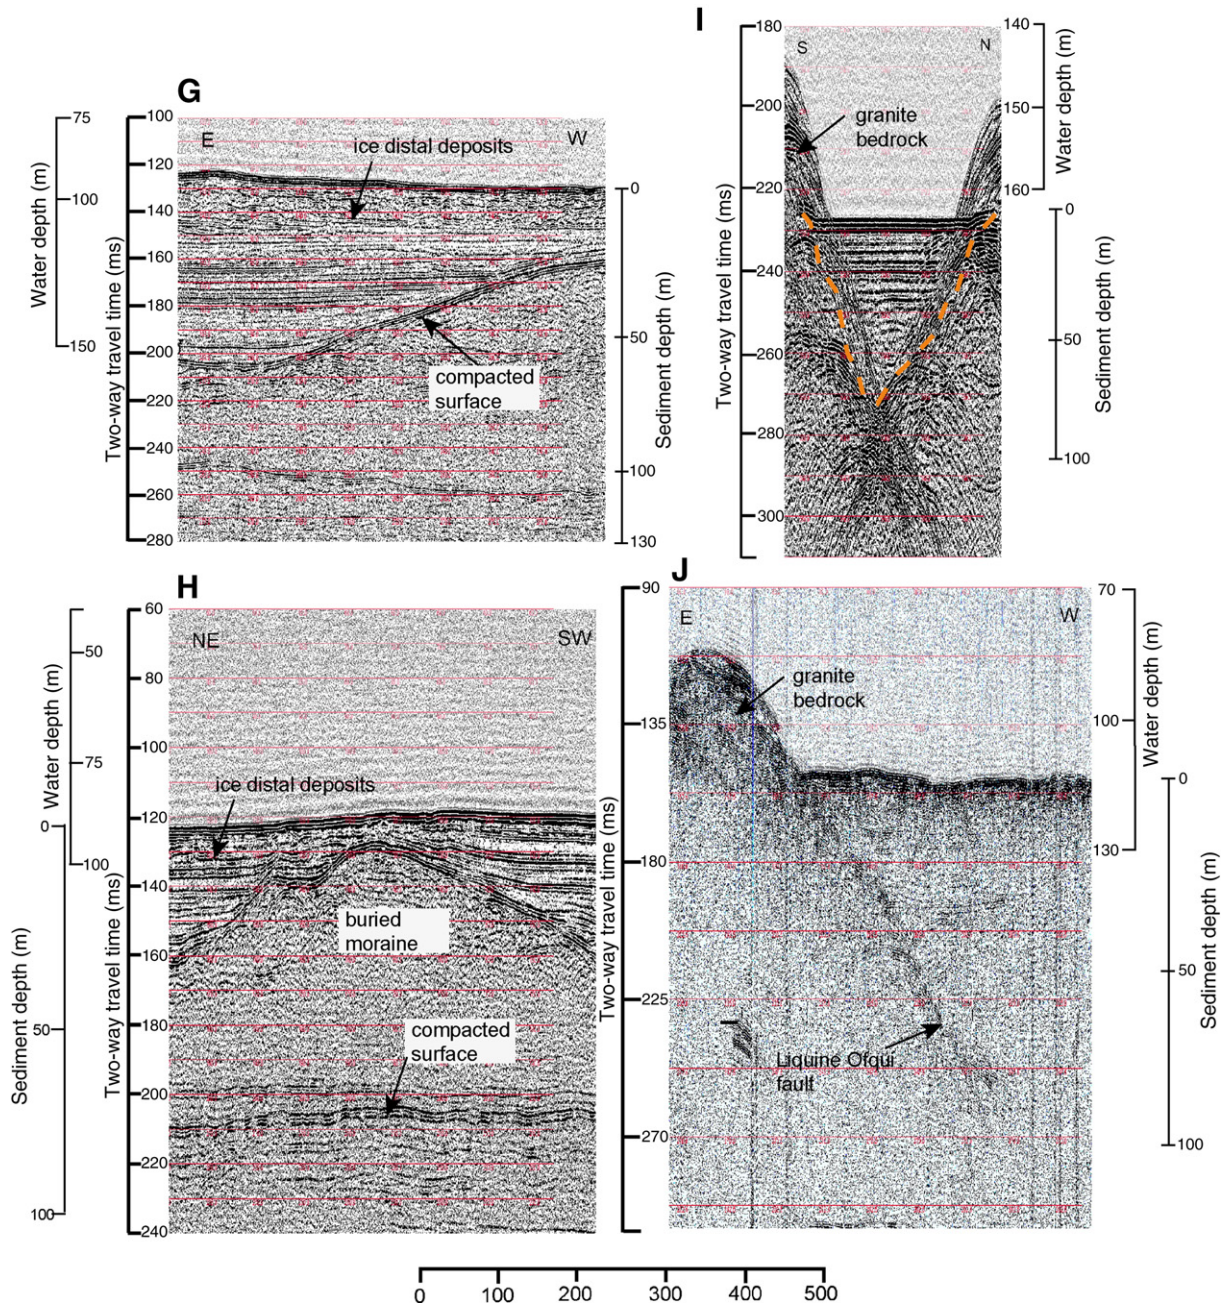 G
E
W
ice distal deposits
compacted
surface
75
100
150
Water depth (m)
100
120
140
160
180
200
220
240
260
280
Two-way travel time (ms)
0
50
100
130
Sediment depth (m)
I
S
N
granite
bedrock
180
200
220
240
260
280
300
Two-way travel time (ms)
140
150
160
Water depth (m)
0
50
100
Sediment depth (m)
H
NE
SW
ice distal deposits
buried
moraine
compacted
surface
50
75
100
Water depth (m)
0
50
100
Sediment depth (m)
60
80
100
120
140
160
180
200
220
240
Two-way travel time (ms)
J
E
W
granite
bedrock
Liquine Ofqui
fault
90
135
180
225
270
Two-way travel time (ms)
70
100
130
Water depth (m)
0
50
100
Sediment depth (m)
0
100
200
300
400
500